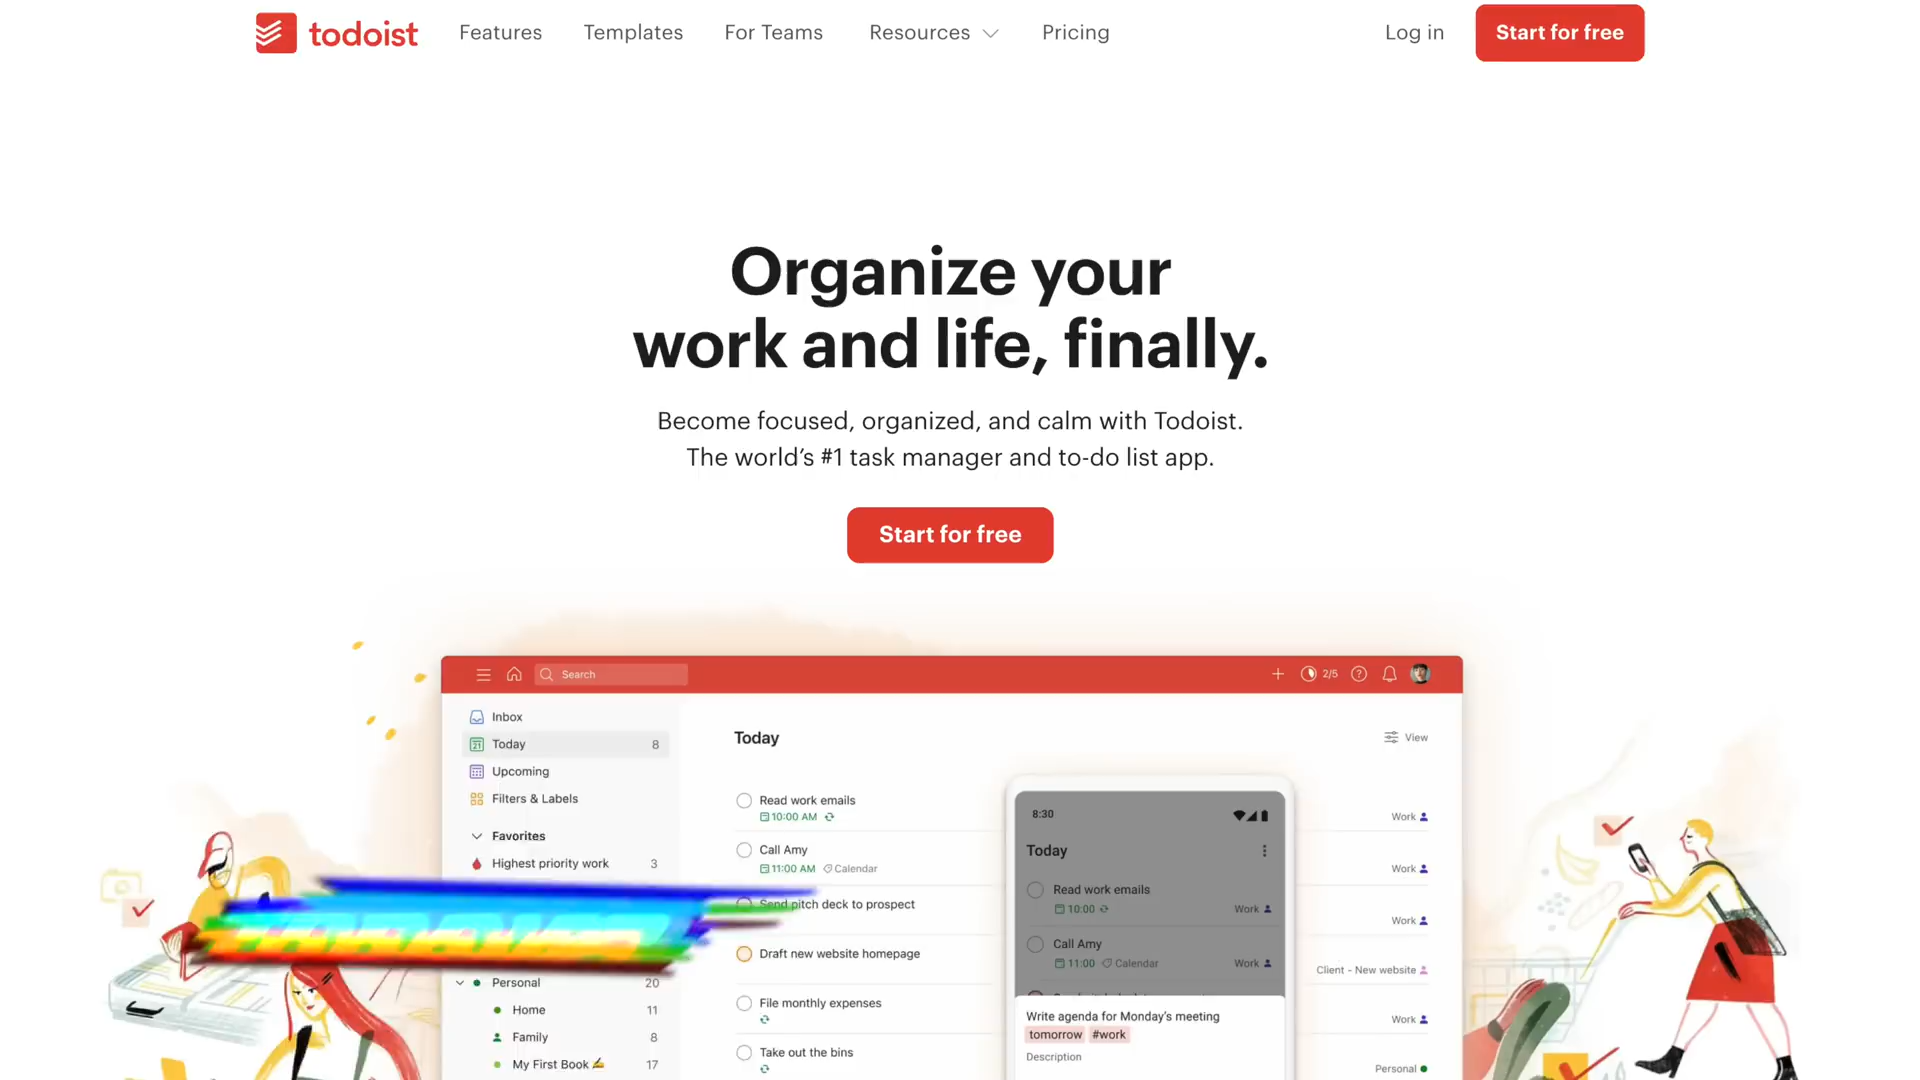 todoist
Features
Templates
For Teams
Resources
Pricing
Log in
Start for free
Organize your
work and life, finally.
Become focused, organized, and calm with Todoist.
The world's #1 task manager and to-do list app.
Start for free
Search
2/5
Inbox
Today 8
Upcoming
Filters & Labels
Favorites
Highest priority work 3
Personal 20
Home 11
Family 8
My First Book 17
Today
View
Read work emails
10:00 AM
Work
Call Amy
11:00 AM Calendar
Work
Send pitch deck to prospect
Work
Draft new website homepage
Client - New website
File monthly expenses
Work
Take out the bins
Personal
8:30
Today
Read work emails
10:00
Work
Call Amy
11:00 Calendar
Work
Write agenda for Monday's meeting
tomorrow #work
Description